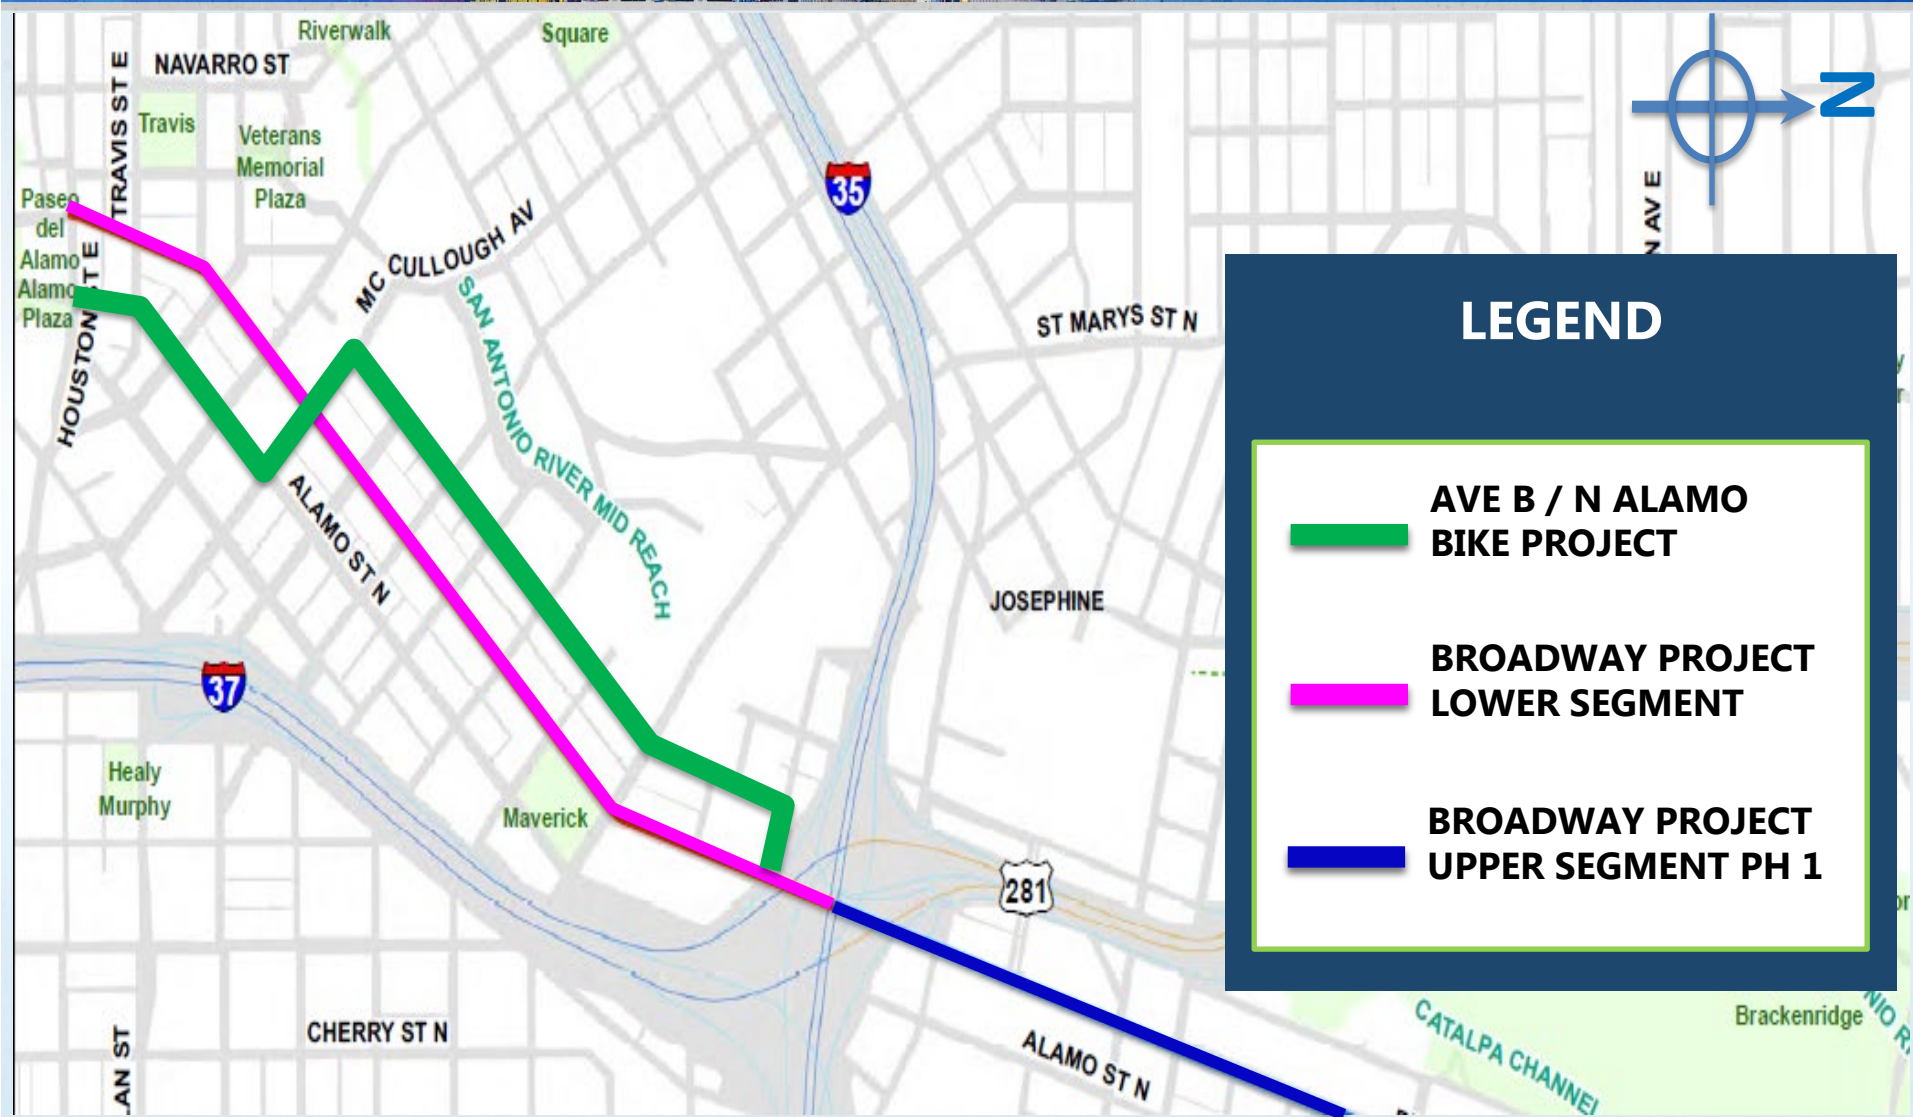 Riverwalk
Square
NAVARRO ST
TRAVIS ST E
Travis
Veterans
Memorial
Plaza
N
35
Paseo
del
Alamo
Alamo
Plaza
HOUSTON ST E
MC CULLOUGH AV
SAN ANTONIO RIVER MID REACH
ST MARYS ST N
N AV E
LEGEND
AVE B / N ALAMO
BIKE PROJECT
BROADWAY PROJECT
LOWER SEGMENT
BROADWAY PROJECT
UPPER SEGMENT PH 1
ALAMO ST N
JOSEPHINE
37
Healy
Murphy
Maverick
281
CHERRY ST N
AN ST
ALAMO ST N
CATALPA CHANNEL
Brackenridge